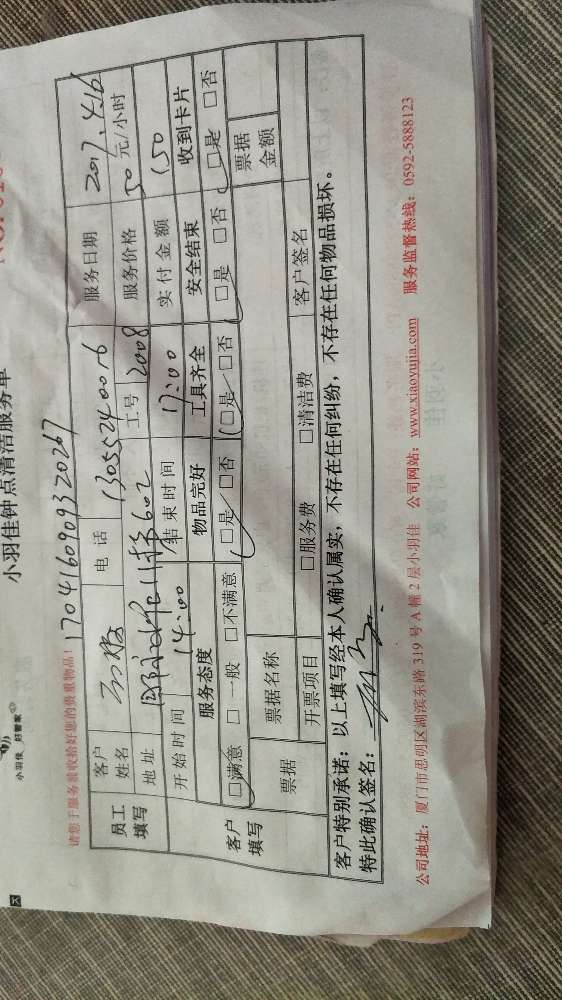 小羽佳 好管家
小羽佳钟点清洁服务单
请您于服务前收拾好您的贵重物品！1704160909320267
员工填写 客户姓名 电话 13055240016 服务日期 2017.4.16
地址 602 工号 2008 服务价格 50元/小时
开始时间 14:00 结束时间 17:00 实付金额 150
客户填写 服务态度 物品完好 工具齐全 安全结束 收到卡片
□满意 □一般 □不满意 □是 □否 □是 □否 □是 □否 □是 □否
票据 票据名称 票据金额
开票项目 □服务费 □清洁费 客户签名
客户特别承诺：以上填写经本人确认属实，不存在任何纠纷，不存在任何物品损坏。
特此确认签名：
公司地址：厦门市思明区湖滨东路319号A幢2层小羽佳 公司网站：www.xiaoyujia.com 服务监督热线：0592-5888123